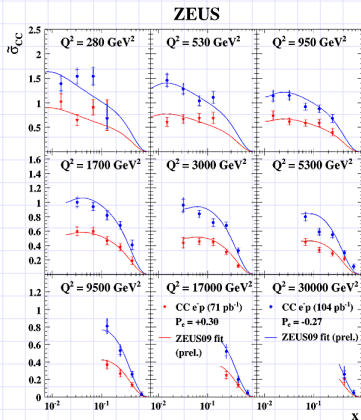 ZEUS
σ̃CC
Q² = 280 GeV² Q² = 530 GeV² Q² = 950 GeV²
2.5
2
1.5
1
0.5
Q² = 1700 GeV² Q² = 3000 GeV² Q² = 5300 GeV²
1.6
1.4
1.2
1
0.8
0.6
0.4
0.2
Q² = 9500 GeV² Q² = 17000 GeV² Q² = 30000 GeV²
1.2
1
0.8
0.6
0.4
0.2
0
CC e⁻p (71 pb⁻¹) CC e⁻p (104 pb⁻¹)
Pₑ = +0.30 Pₑ = -0.27
ZEUS09 fit (prel.) ZEUS09 fit (prel.)
10⁻² 10⁻¹ 10⁻² 10⁻¹ 10⁻² 10⁻¹
x